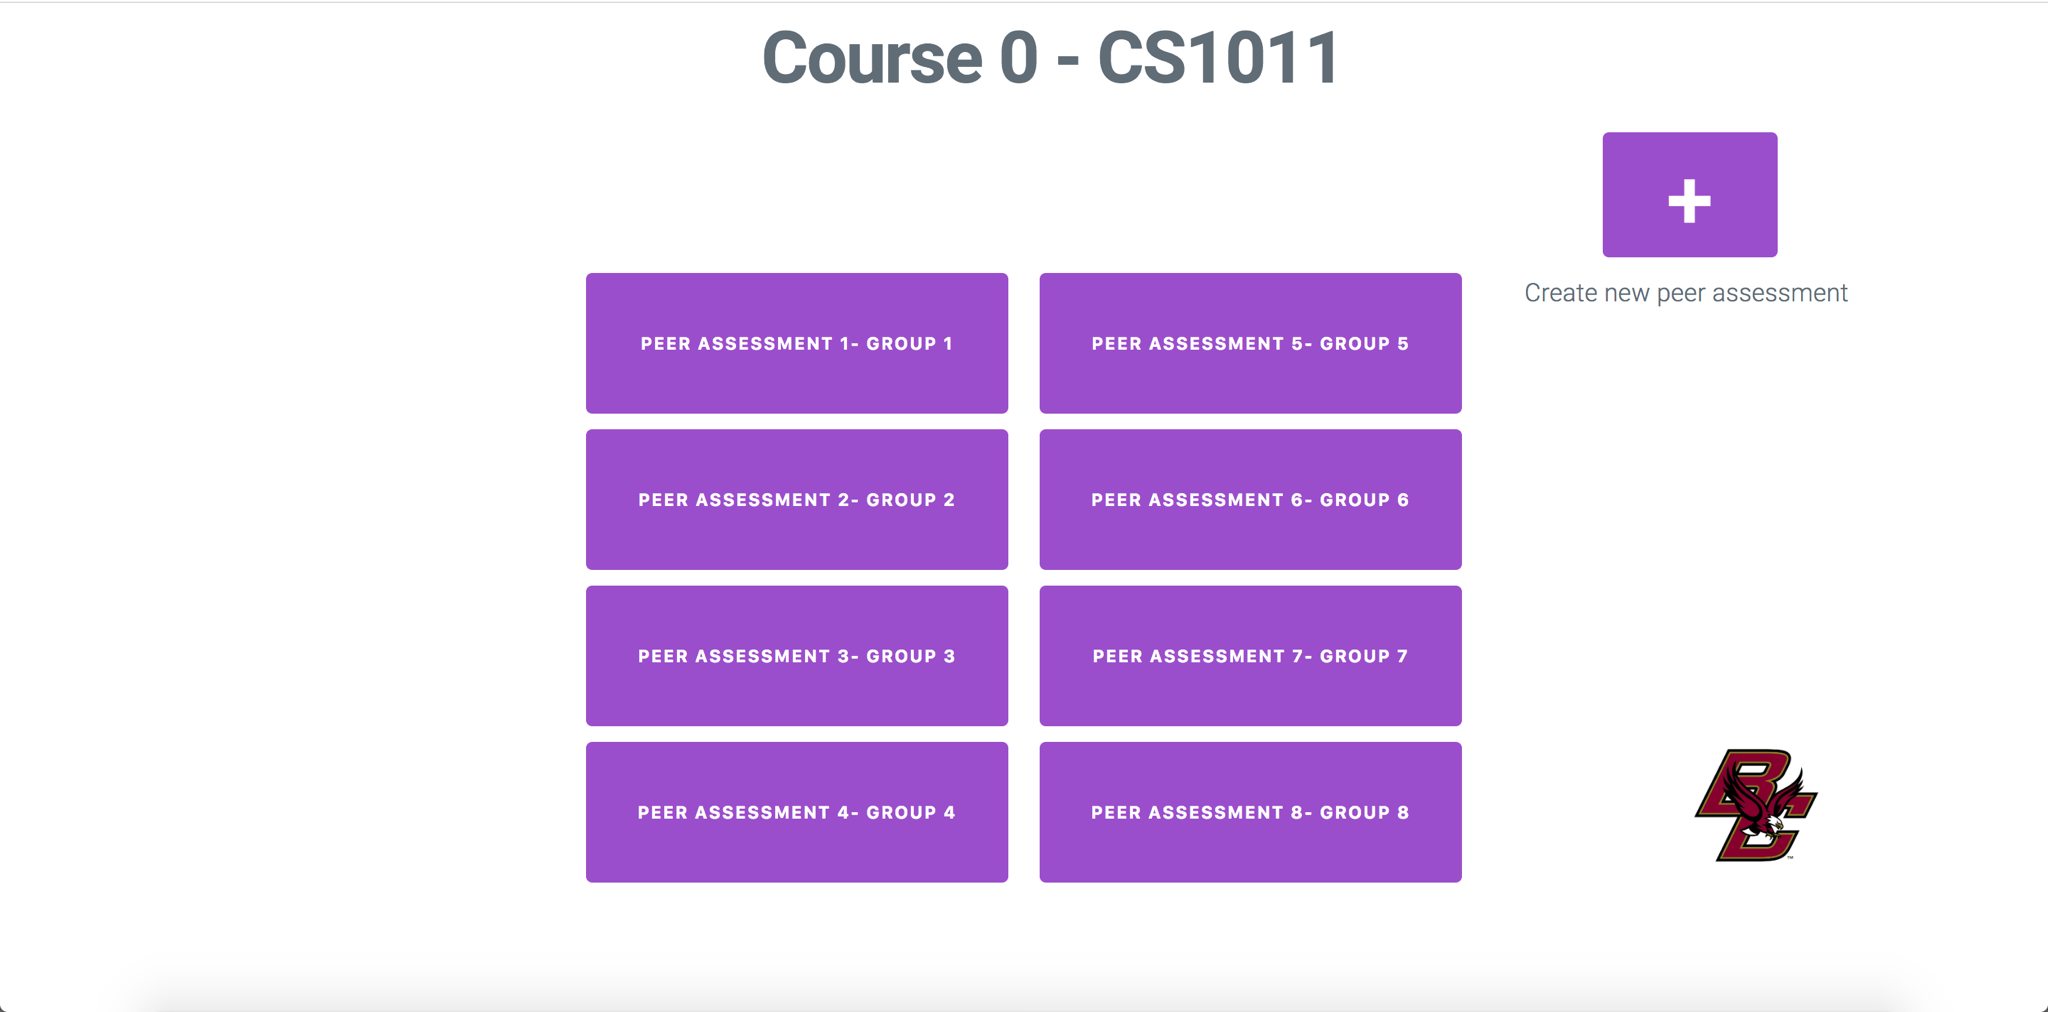 Course 0 - CS1011
+
Create new peer assessment
PEER ASSESSMENT 1- GROUP 1
PEER ASSESSMENT 5- GROUP 5
PEER ASSESSMENT 2- GROUP 2
PEER ASSESSMENT 6- GROUP 6
PEER ASSESSMENT 3- GROUP 3
PEER ASSESSMENT 7- GROUP 7
PEER ASSESSMENT 4- GROUP 4
PEER ASSESSMENT 8- GROUP 8
BC
™